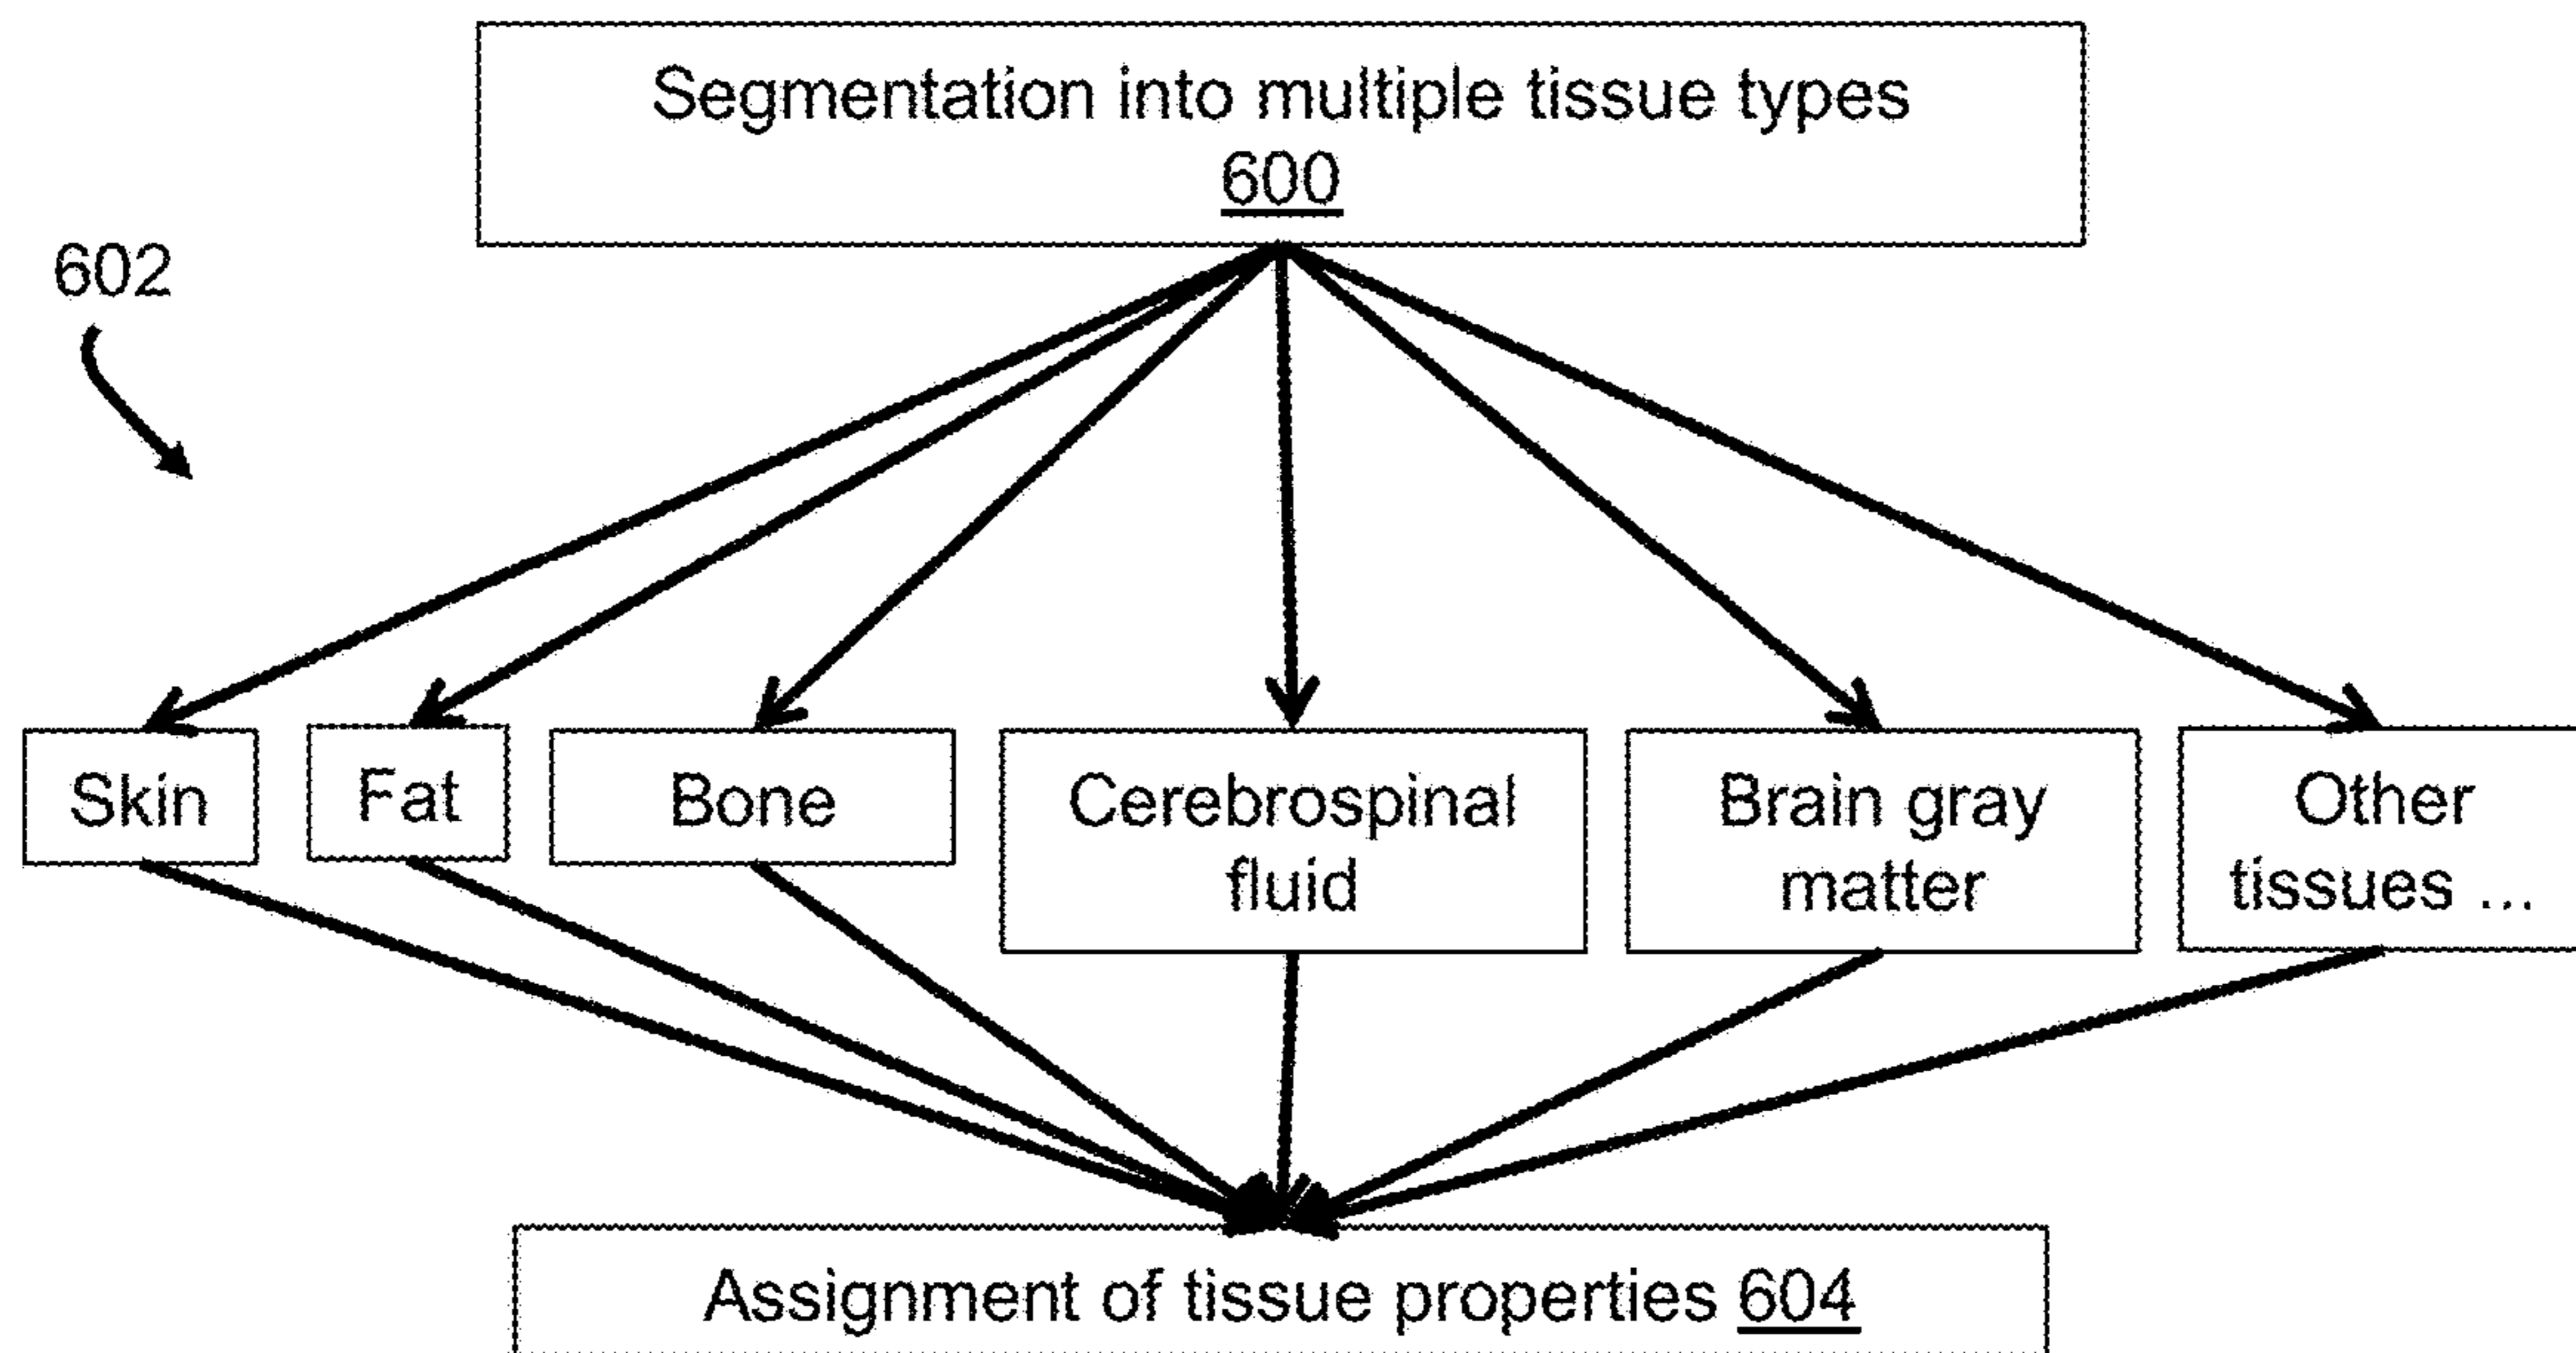 Segmentation into multiple tissue types
600
602
Skin
Fat
Bone
Cerebrospinal
fluid
Brain gray
matter
Other
tissues ...
Assignment of tissue properties 604